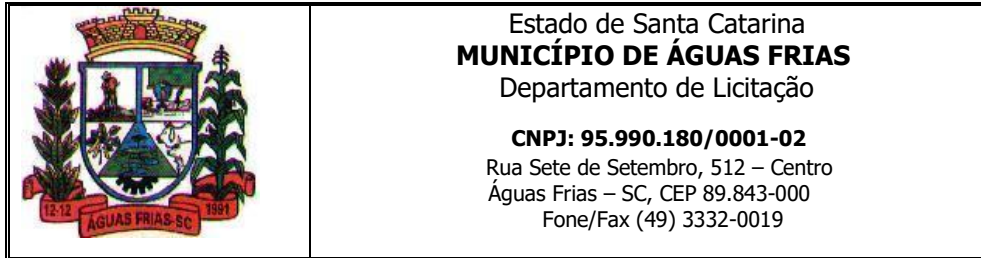 12-12
ÁGUAS FRIAS-SC
1991
Estado de Santa Catarina
MUNICÍPIO DE ÁGUAS FRIAS
Departamento de Licitação
CNPJ: 95.990.180/0001-02
Rua Sete de Setembro, 512 – Centro
Águas Frias – SC, CEP 89.843-000
Fone/Fax (49) 3332-0019